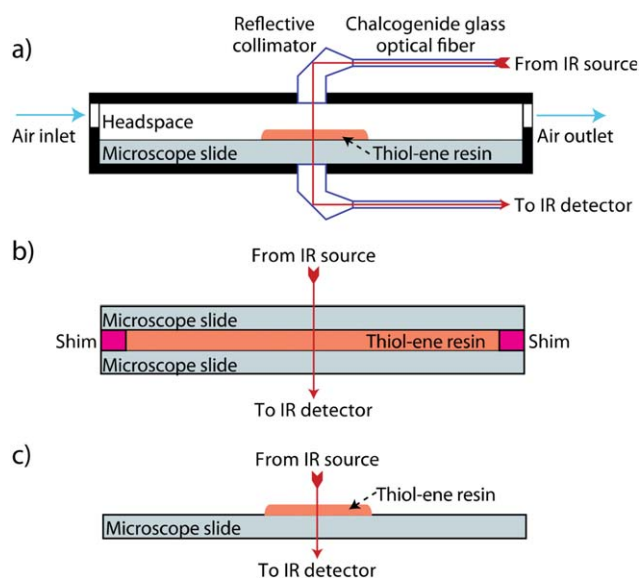 a)
Reflective
collimator
Chalcogenide glass
optical fiber
From IR source
Air inlet
Headspace
Air outlet
Microscope slide
Thiol-ene resin
To IR detector
b)
From IR source
Microscope slide
Shim
Thiol-ene resin
Shim
Microscope slide
To IR detector
c)
From IR source
Thiol-ene resin
Microscope slide
To IR detector